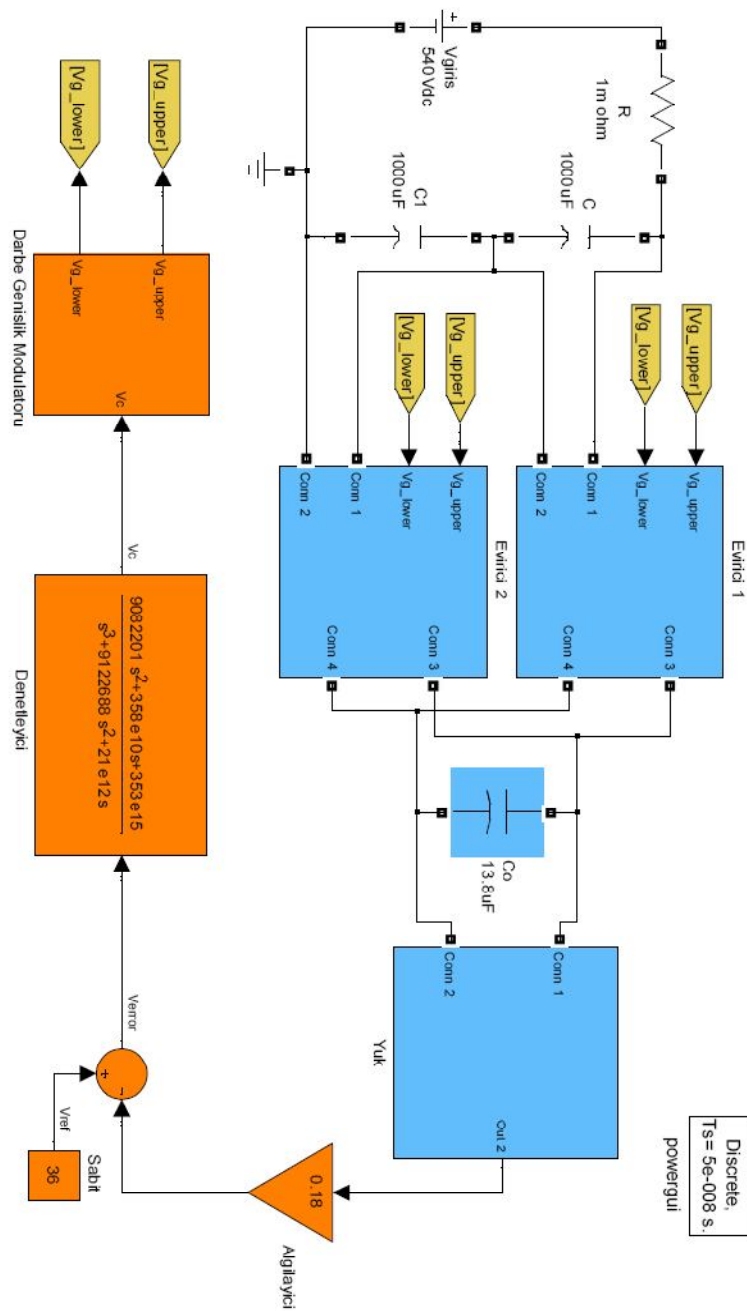 Discrete,
Ts= 5e-008 s.
powergui
Vgiris
540 Vdc
+
R
1m ohm
C
1000uF
C1
1000uF
[Vg_upper]
[Vg_lower]
[Vg_upper]
[Vg_lower]
Evirici 1
Vg_upper
Vg_lower
Conn 1
Conn 2
Conn 3
Conn 4
Evirici 2
Vg_upper
Vg_lower
Conn 1
Conn 2
Conn 3
Conn 4
Co
13.8uF
Conn 1
Conn 2
Out 2
Yuk
[Vg_upper]
[Vg_lower]
Vg_upper
Vg_lower
Vc
Darbe Genislik Modulatoru
Vc
9082201 s²+358e10s+353e15
s³+9122688 s²+21e12s
Denetleyici
Verror
+
-
Vref
36
Sabit
0.18
Algilayici